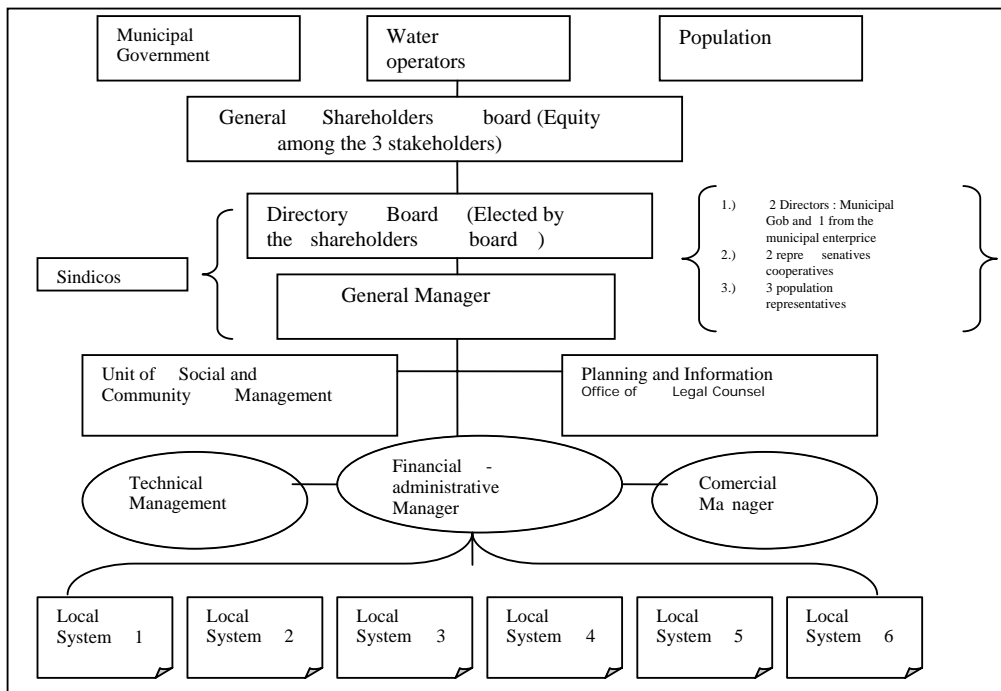 Municipal
Government
Water
operators
Population
General Shareholders board (Equity
among the 3 stakeholders)
Directory Board (Elected by
the shareholders board )
1.) 2 Directors : Municipal
Gob and 1 from the
municipal enterprice
2.) 2 repre senatives
cooperatives
3.) 3 population
representatives
Sindicos
General Manager
Unit of Social and
Community Management
Planning and Information
Office of Legal Counsel
Technical
Management
Financial -
administrative
Manager
Comercial
Ma nager
Local
System 1
Local
System 2
Local
System 3
Local
System 4
Local
System 5
Local
System 6